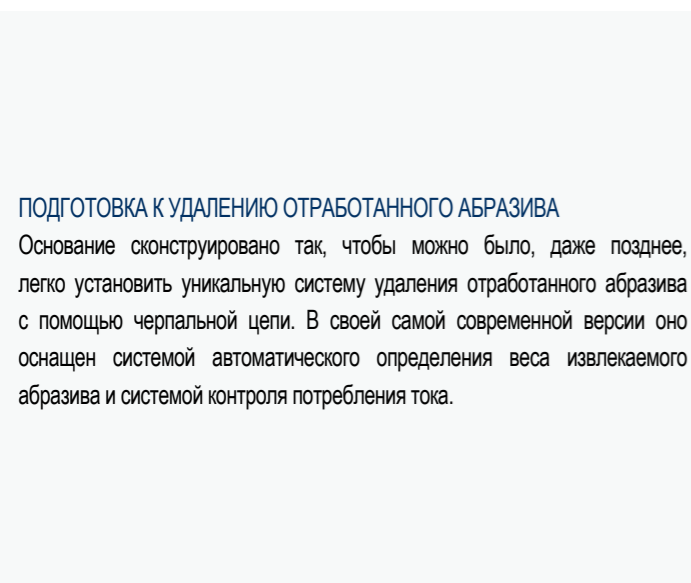 ПОДГОТОВКА К УДАЛЕНИЮ ОТРАБОТАННОГО АБРАЗИВА
Основание сконструировано так, чтобы можно было, даже позднее,
легко установить уникальную систему удаления отработанного абразива
с помощью черпальной цепи. В своей самой современной версии оно
оснащен системой автоматического определения веса извлекаемого
абразива и системой контроля потребления тока.